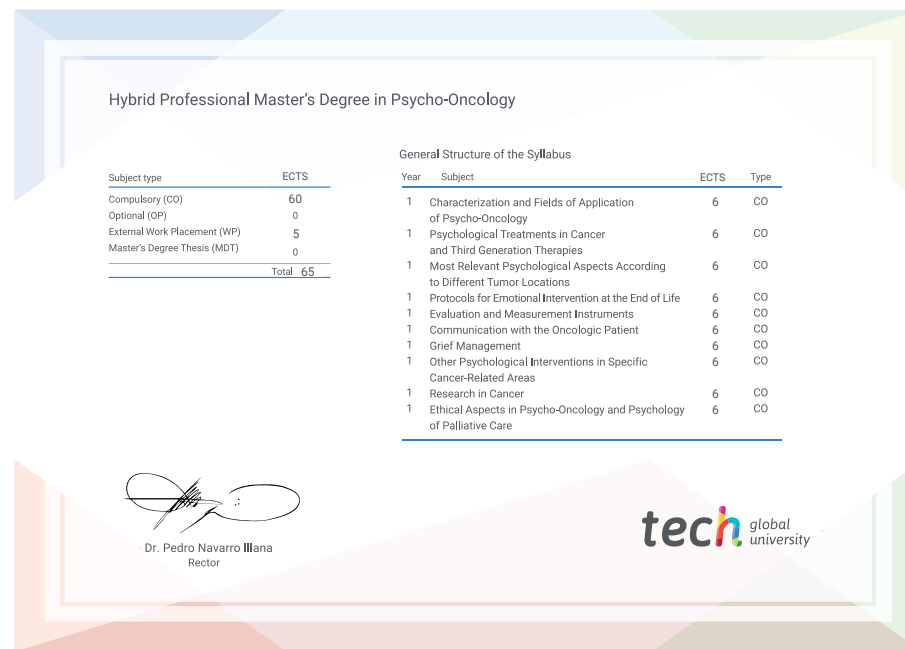 Hybrid Professional Master's Degree in Psycho-Oncology
General Structure of the Syllabus
Subject type ECTS
Compulsory (CO) 60
Optional (OP) 0
External Work Placement (WP) 5
Master's Degree Thesis (MDT) 0
Total 65
Year Subject ECTS Type
1 Characterization and Fields of Application 6 CO
of Psycho-Oncology
1 Psychological Treatments in Cancer 6 CO
and Third Generation Therapies
1 Most Relevant Psychological Aspects According 6 CO
to Different Tumor Locations
1 Protocols for Emotional Intervention at the End of Life 6 CO
1 Evaluation and Measurement Instruments 6 CO
1 Communication with the Oncologic Patient 6 CO
1 Grief Management 6 CO
1 Other Psychological Interventions in Specific 6 CO
Cancer-Related Areas
1 Research in Cancer 6 CO
1 Ethical Aspects in Psycho-Oncology and Psychology 6 CO
of Palliative Care
Dr. Pedro Navarro Illana
Rector
tech global
university